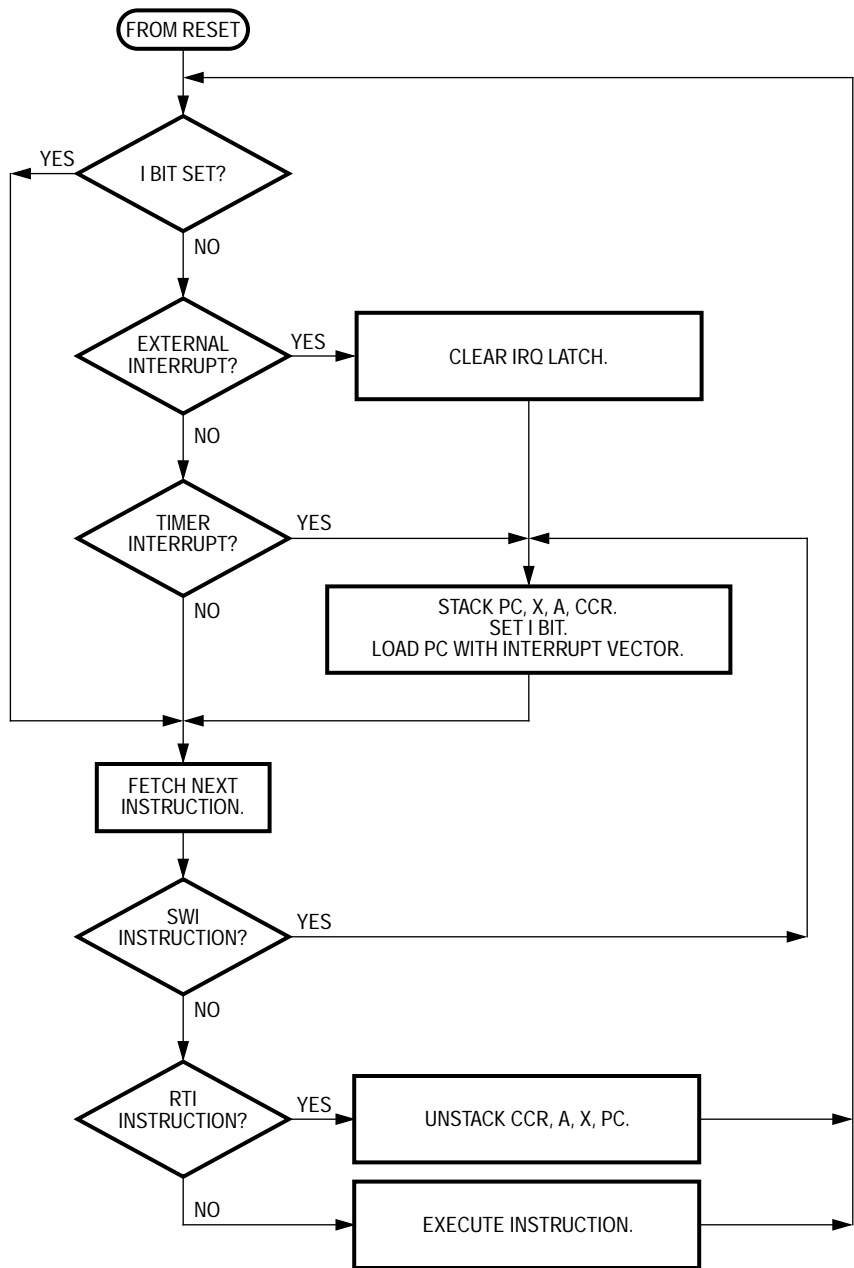 FROM RESET
YES
I BIT SET?
NO
EXTERNAL
INTERRUPT?
YES
CLEAR IRQ LATCH.
NO
TIMER
INTERRUPT?
YES
NO
STACK PC, X, A, CCR.
SET I BIT.
LOAD PC WITH INTERRUPT VECTOR.
FETCH NEXT
INSTRUCTION.
SWI
INSTRUCTION?
YES
NO
RTI
INSTRUCTION?
YES
UNSTACK CCR, A, X, PC.
NO
EXECUTE INSTRUCTION.